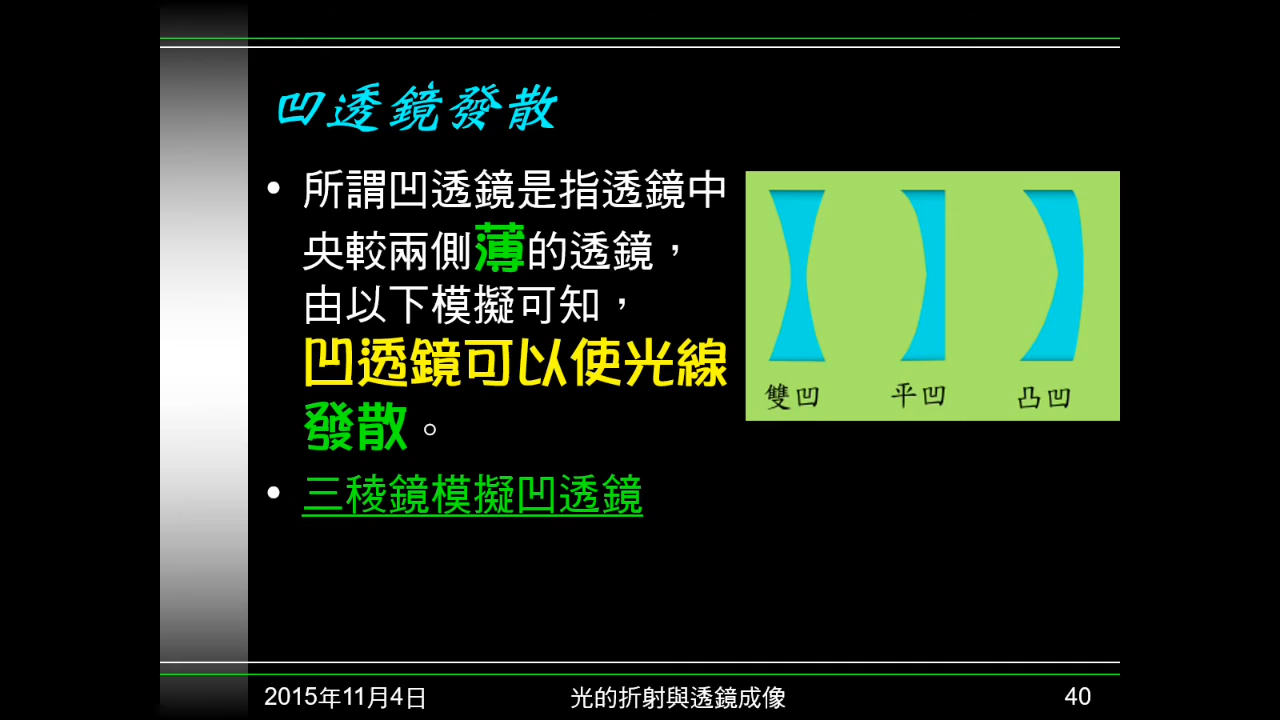 凹透鏡發散
• 所謂凹透鏡是指透鏡中
央較兩側薄的透鏡，
由以下模擬可知，
凹透鏡可以使光線
發散。
• 三稜鏡模擬凹透鏡
雙凹 平凹 凸凹
2015年11月4日 光的折射與透鏡成像 40